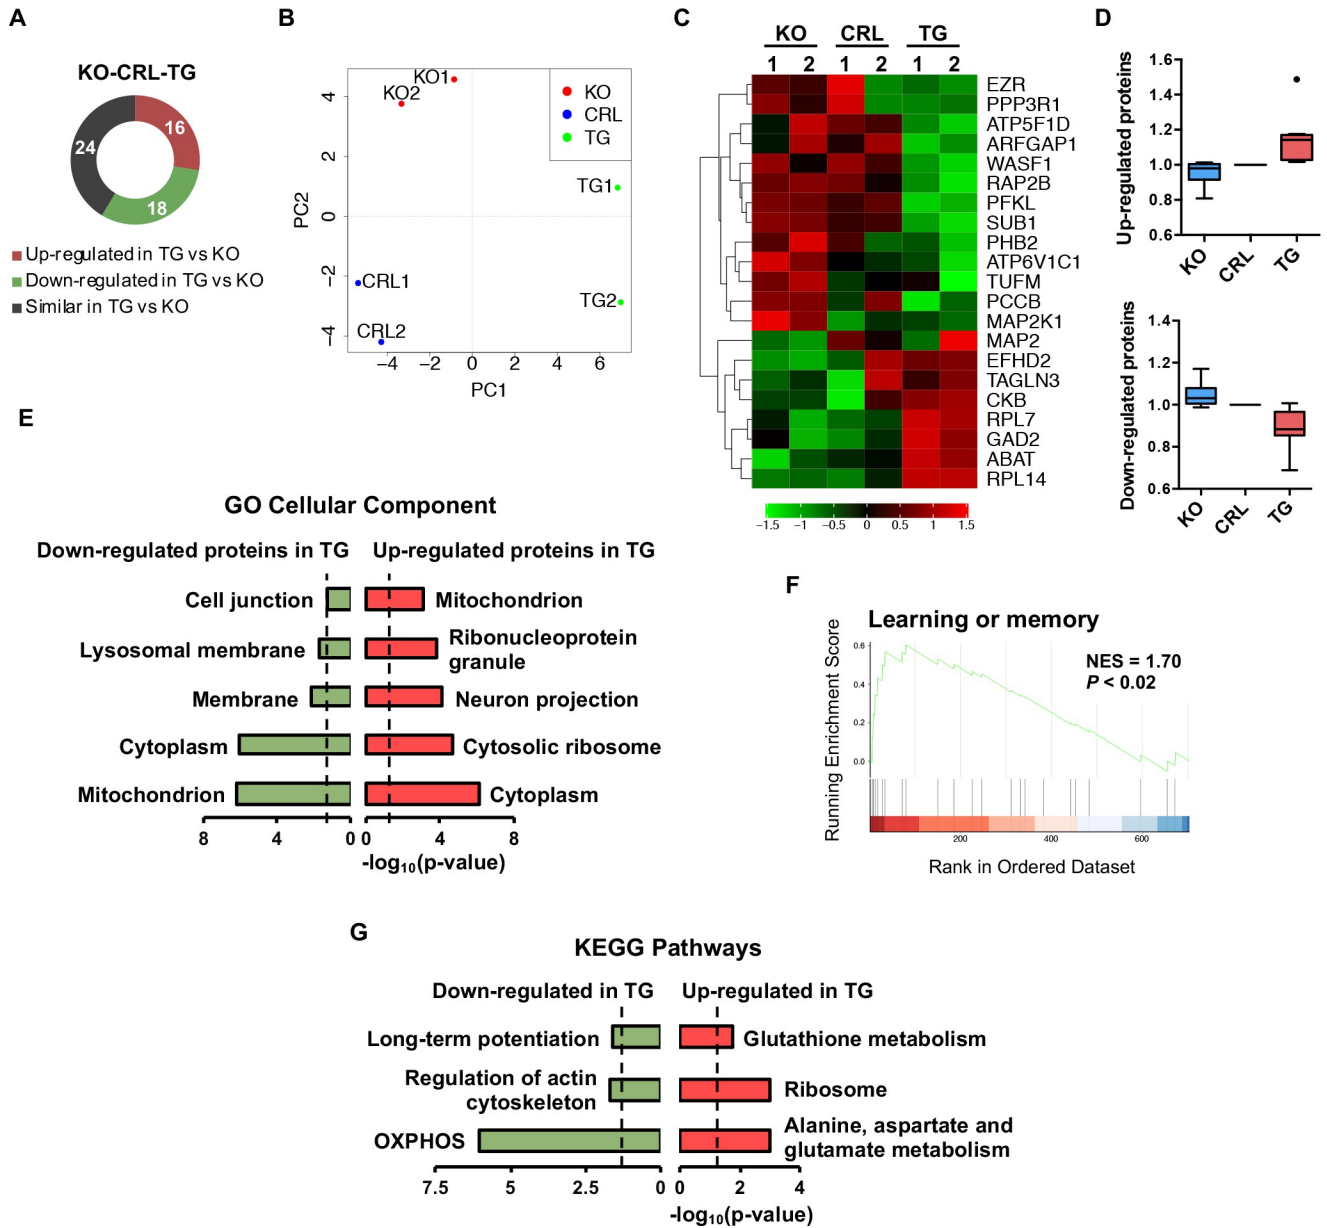 A
KO-CRL-TG
16
24
18
Up-regulated in TG vs KO
Down-regulated in TG vs KO
Similar in TG vs KO
B
KO1
KO2
KO
CRL
TG
TG1
CRL1
TG2
CRL2
4
2
0
−2
−4
PC2
−4 −2 0 2 4 6
PC1
C
KO CRL TG
1 2 1 2 1 2
EZR
PPP3R1
ATP5F1D
ARFGAP1
WASF1
RAP2B
PFKL
SUB1
PHB2
ATP6V1C1
TUFM
PCCB
MAP2K1
MAP2
EFHD2
TAGLN3
CKB
RPL7
GAD2
ABAT
RPL14
−1.5 −1 −0.5 0 0.5 1 1.5
D
Up-regulated proteins
1.6
1.4
1.2
1.0
0.8
0.6
KO CRL TG
Down-regulated proteins
1.4
1.2
1.0
0.8
0.6
KO CRL TG
E
GO Cellular Component
Down-regulated proteins in TG Up-regulated proteins in TG
Cell junction Mitochondrion
Lysosomal membrane Ribonucleoprotein
granule
Membrane Neuron projection
Cytoplasm Cytosolic ribosome
Mitochondrion Cytoplasm
8 4 0 0 4 8
-log10(p-value)
F
Learning or memory
NES = 1.70
P < 0.02
Running Enrichment Score
0.6
0.4
0.2
0.0
200 400 600
Rank in Ordered Dataset
G
KEGG Pathways
Down-regulated in TG Up-regulated in TG
Long-term potentiation Glutathione metabolism
Regulation of actin
cytoskeleton
Ribosome
OXPHOS
Alanine, aspartate and
glutamate metabolism
7.5 5 2.5 0 0 2 4
-log10(p-value)